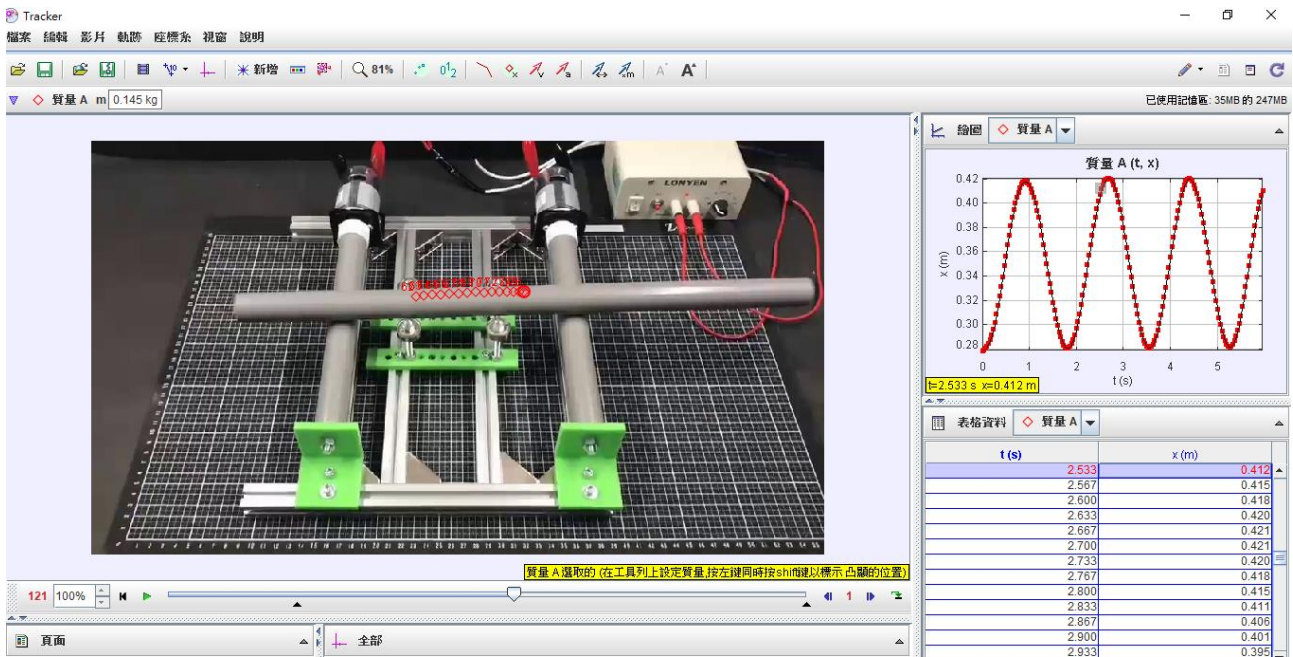 Tracker
檔案 編輯 影片 軌跡 座標系 視窗 說明
新增 81%
質量 A m 0.145 kg
已使用記憶區: 35MB 的 247MB
LONYEN
繪圖 質量 A
質量 A (t, x)
x (m)
0.42
0.40
0.38
0.36
0.34
0.32
0.30
0.28
0 1 2 3 4 5
t (s)
t=2.533 s x=0.412 m
表格資料 質量 A
t (s) x (m)
2.533 0.412
2.567 0.415
2.600 0.418
2.633 0.420
2.667 0.421
2.700 0.421
2.733 0.420
2.767 0.418
2.800 0.415
2.833 0.411
2.867 0.406
2.900 0.401
2.933 0.395
質量 A 選取的 (在工具列上設定質量,按左鍵同時按shift鍵以標示 凸顯的位置)
121 100% 1
頁面 全部